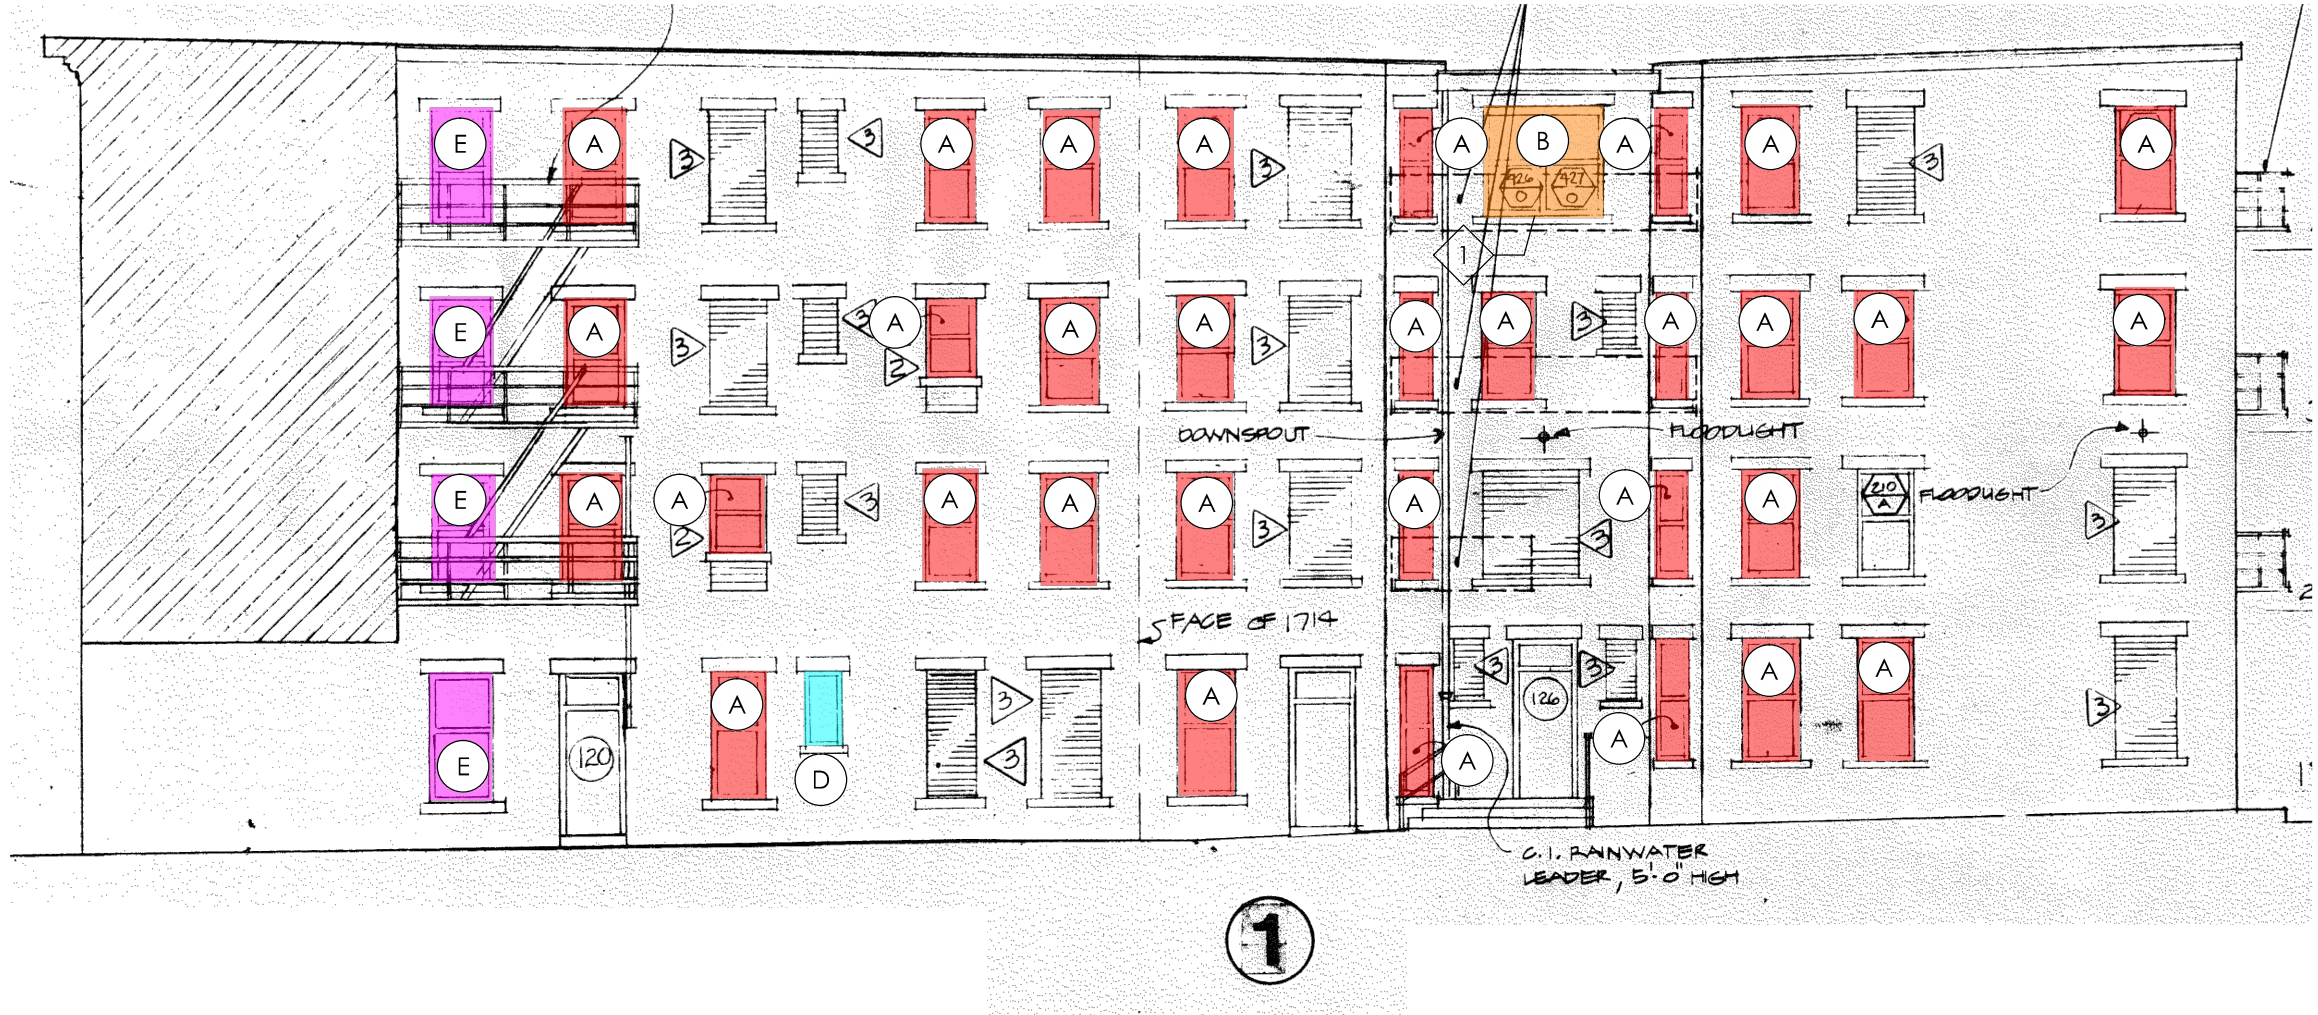 E A 3 3 A A A 3 A B A A 3 A
426 O 427 O
1
E A 3 3 A A A 3 A A 3 A A A A
2
DOWNSPOUT FLOODLIGHT
E A A 3 A A A 3 A 3 A A 210 A FLOODLIGHT 3
2
FACE OF 1714
E 120 A D 3 3 A A 3 126 3 A A A 3
C.I. RAINWATER
LEADER, 5'-0" HIGH
1